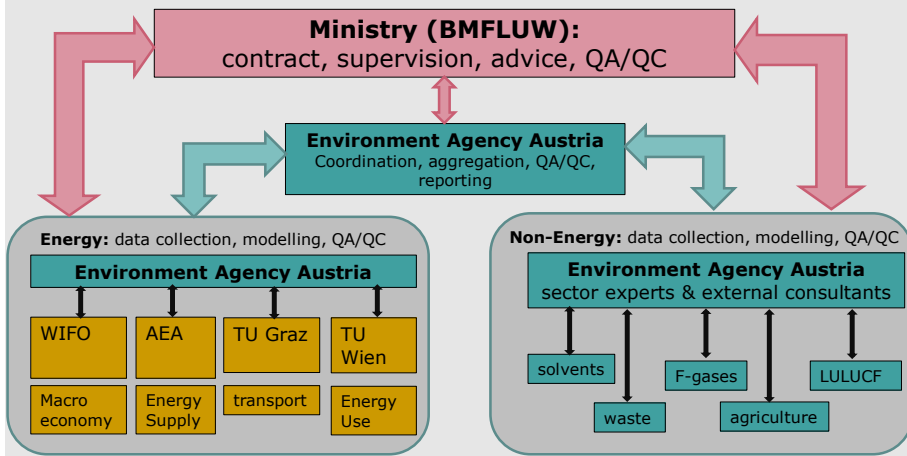 Ministry (BMFLUW):
contract, supervision, advice, QA/QC
Environment Agency Austria
Coordination, aggregation, QA/QC,
reporting
Energy: data collection, modelling, QA/QC
Environment Agency Austria
WIFO
AEA
TU Graz
TU
Wien
Macro
economy
Energy
Supply
transport
Energy
Use
Non-Energy: data collection, modelling, QA/QC
Environment Agency Austria
sector experts & external consultants
solvents
F-gases
LULUCF
waste
agriculture